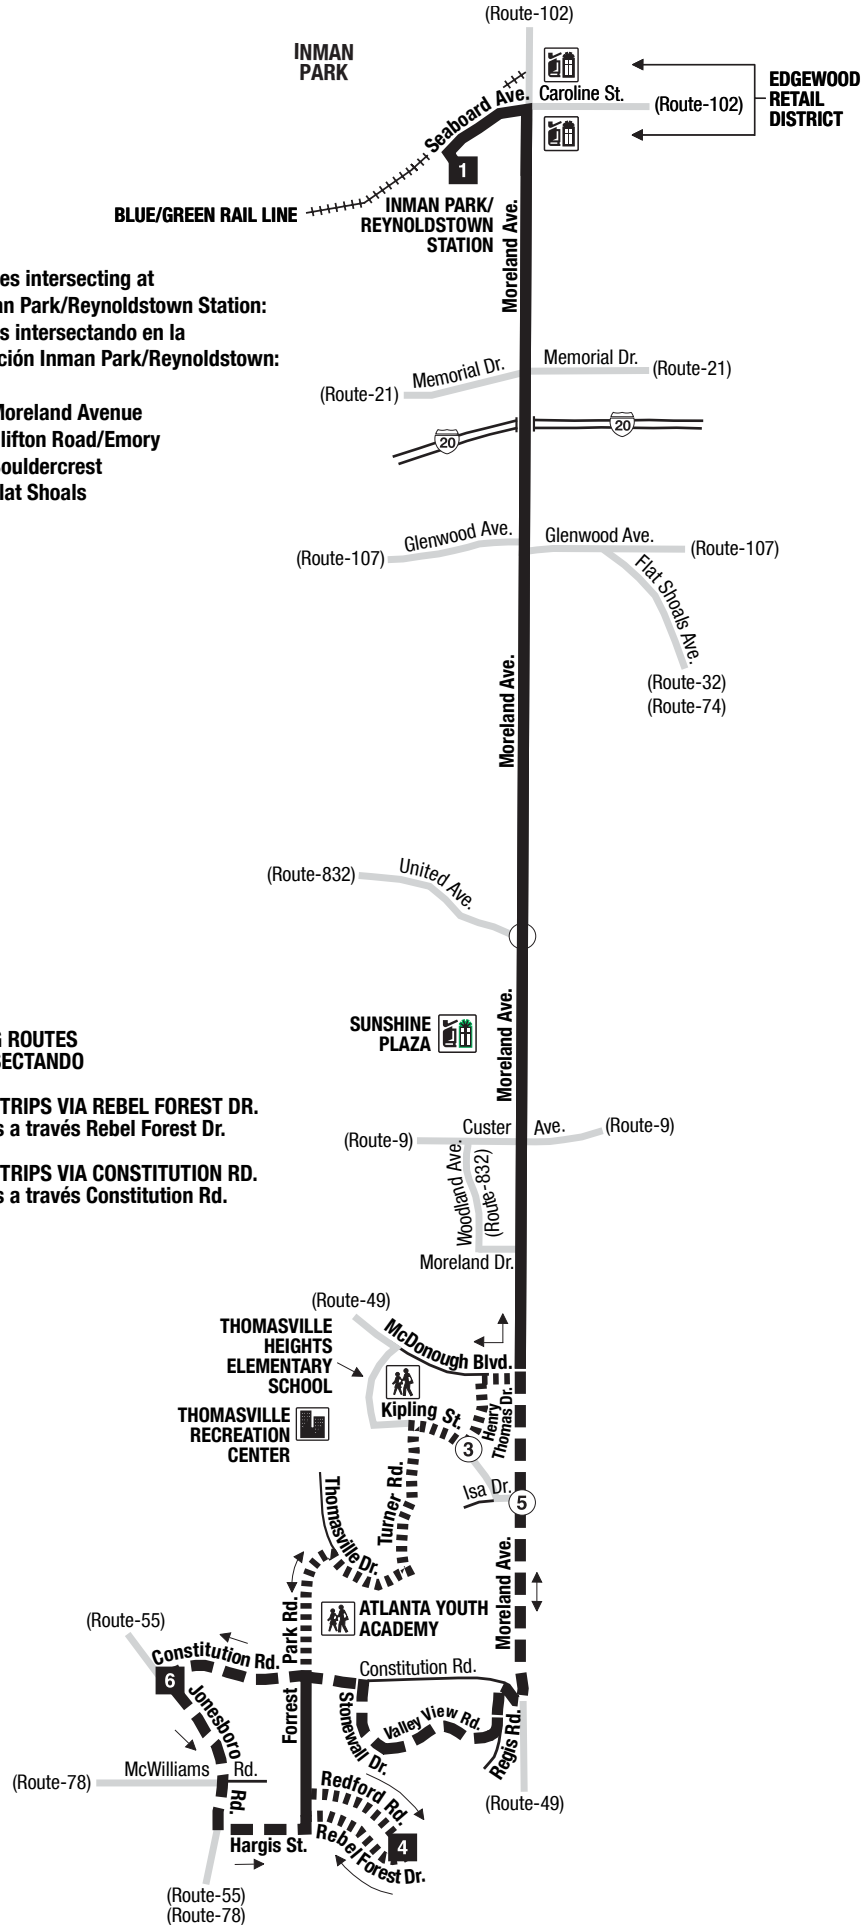 (Route-102)
INMAN
PARK
Seaboard Ave.
Caroline St.
(Route-102)
EDGEWOOD
RETAIL
DISTRICT
1
BLUE/GREEN RAIL LINE
INMAN PARK/
REYNOLDSTOWN
STATION
Moreland Ave.
es intersecting at
an Park/Reynoldstown Station:
s intersectando en la
ción Inman Park/Reynoldstown:
Moreland Avenue
lifton Road/Emory
ouldercrest
lat Shoals
(Route-21)
Memorial Dr.
Memorial Dr.
(Route-21)
20
20
(Route-107)
Glenwood Ave.
Glenwood Ave.
(Route-107)
Flat Shoals Ave.
(Route-32)
(Route-74)
Moreland Ave.
(Route-832)
United Ave.
SUNSHINE
PLAZA
Moreland Ave.
G ROUTES
SECTANDO
TRIPS VIA REBEL FOREST DR.
s a través Rebel Forest Dr.
TRIPS VIA CONSTITUTION RD.
s a través Constitution Rd.
(Route-9)
Custer
Ave.
(Route-9)
Woodland Ave.
(Route-832)
Moreland Dr.
(Route-49)
THOMASVILLE
HEIGHTS
ELEMENTARY
SCHOOL
McDonough Blvd.
Kipling St.
Henry
Thomas Dr.
THOMASVILLE
RECREATION
CENTER
3
Isa Dr.
5
Thomasville Dr.
Turner Rd.
Moreland Ave.
Park Rd.
ATLANTA YOUTH
ACADEMY
(Route-55)
Constitution Rd.
Constitution Rd.
6
Jonesboro
Rd.
Forrest
Stonewall Dr.
Valley View Rd.
Regis Rd.
(Route-78)
McWilliams
Rd.
(Route-49)
Redford Rd.
4
Rebel Forest Dr.
Hargis St.
(Route-55)
(Route-78)